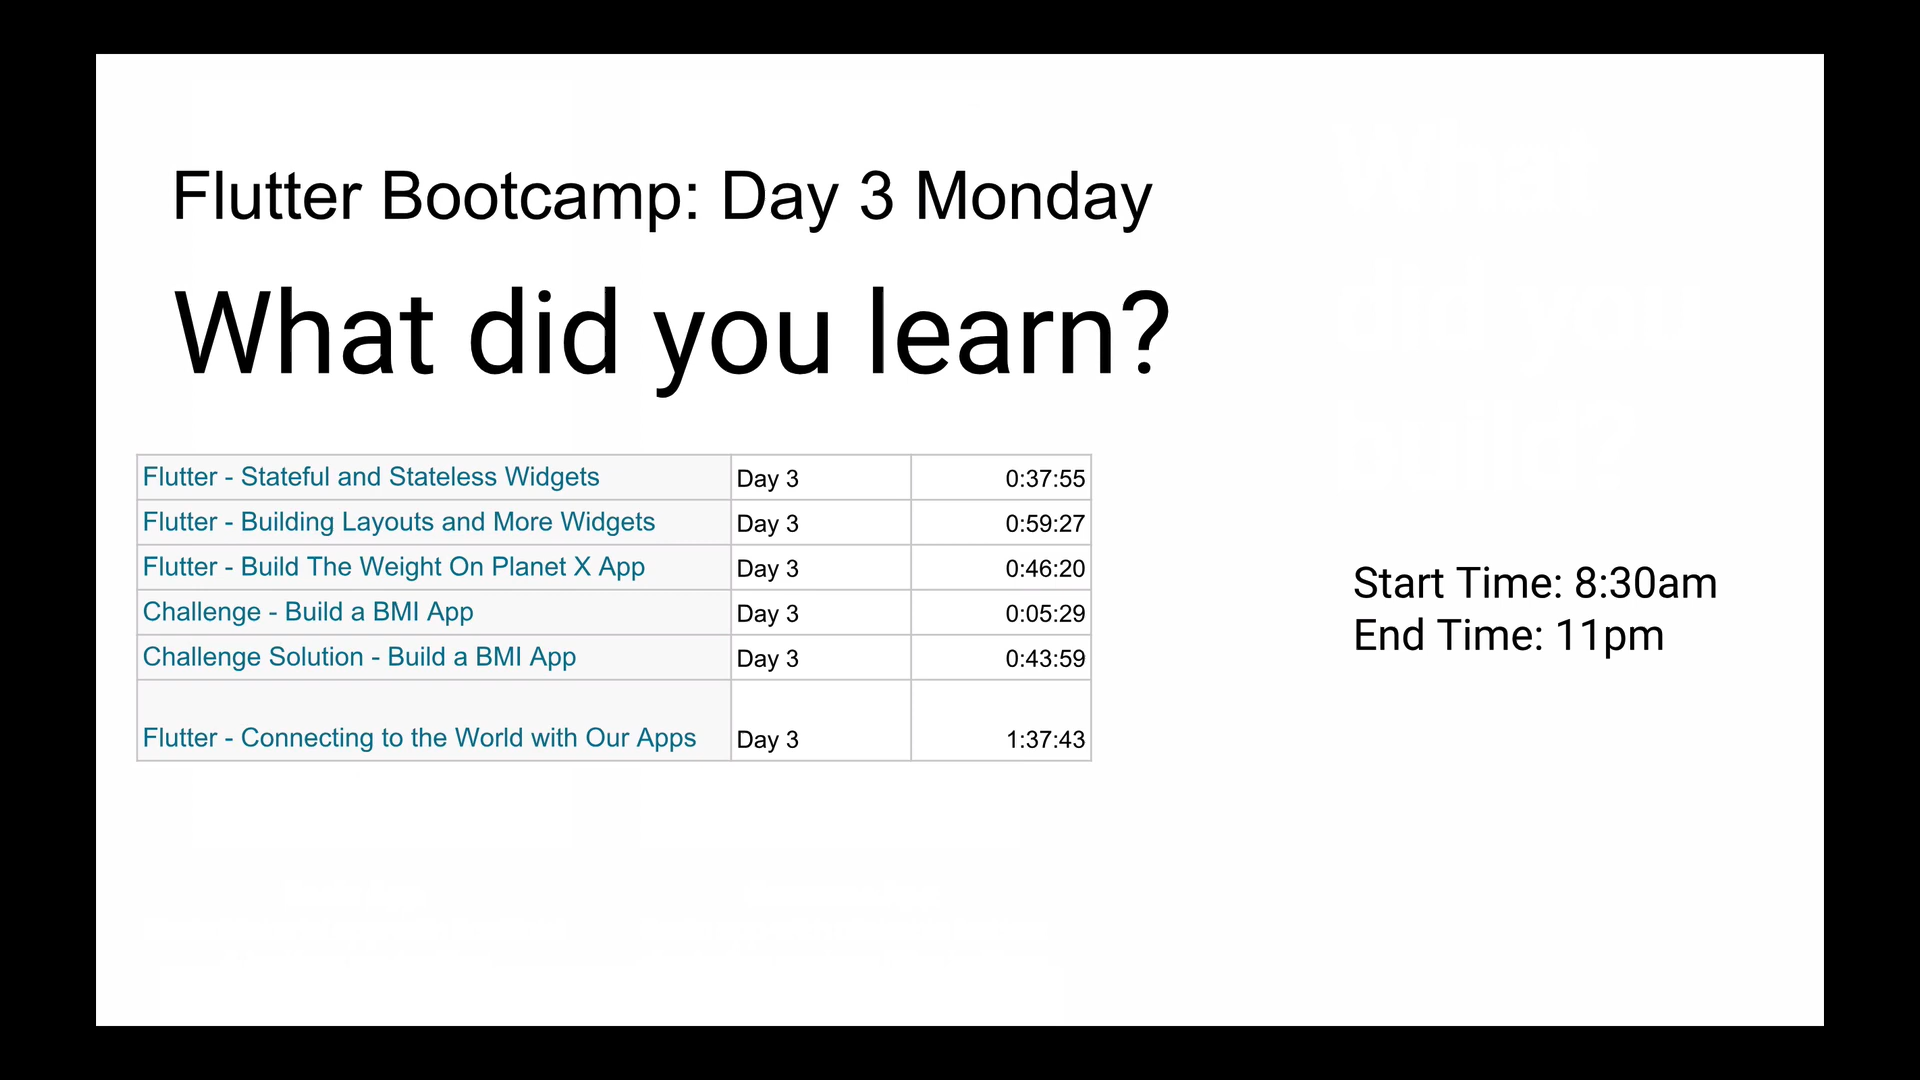 Flutter Bootcamp: Day 3 Monday
What did you learn?
Flutter - Stateful and Stateless Widgets Day 3 0:37:55
Flutter - Building Layouts and More Widgets Day 3 0:59:27
Flutter - Build The Weight On Planet X App Day 3 0:46:20
Challenge - Build a BMI App Day 3 0:05:29
Challenge Solution - Build a BMI App Day 3 0:43:59
Flutter - Connecting to the World with Our Apps Day 3 1:37:43
Start Time: 8:30am
End Time: 11pm